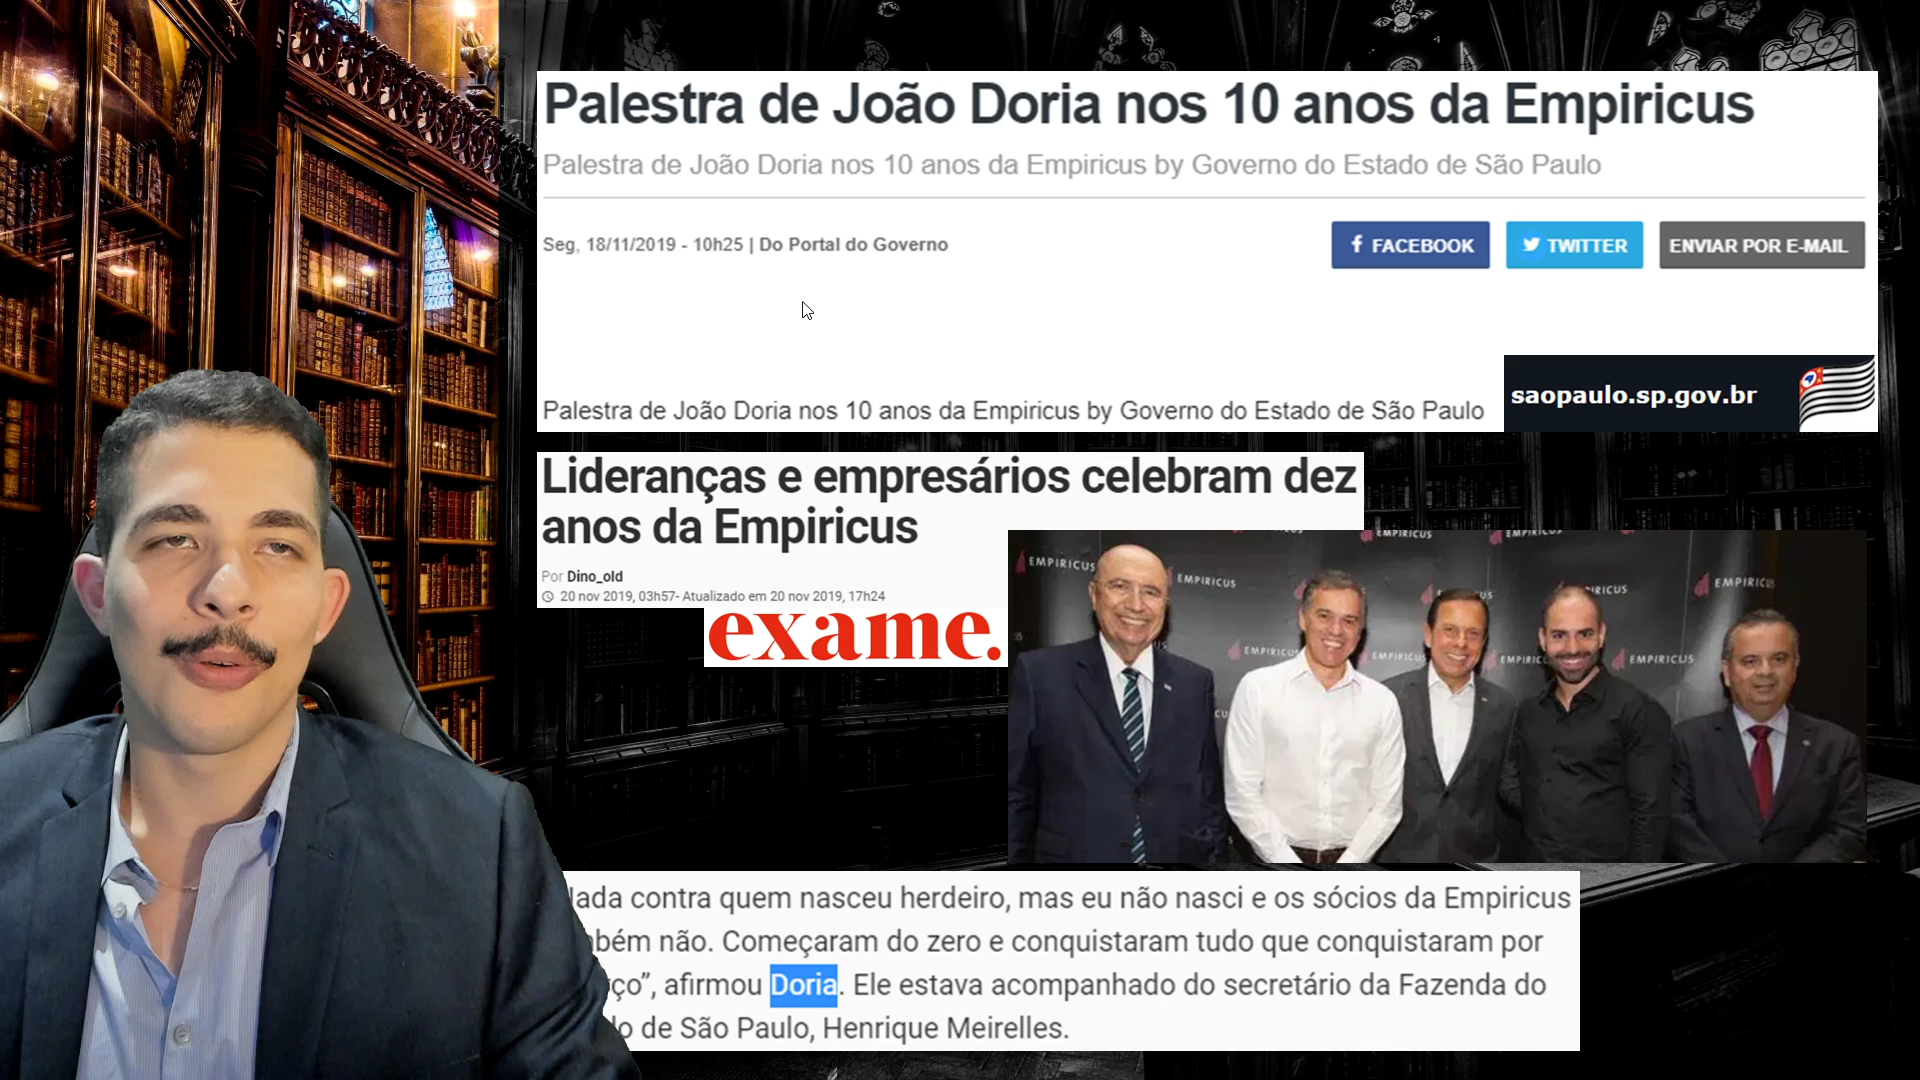 Palestra de João Doria nos 10 anos da Empiricus
Palestra de João Doria nos 10 anos da Empiricus by Governo do Estado de São Paulo
Seg, 18/11/2019 - 10h25 | Do Portal do Governo
FACEBOOK
TWITTER
ENVIAR POR E-MAIL
Palestra de João Doria nos 10 anos da Empiricus by Governo do Estado de São Paulo
saopaulo.sp.gov.br
Lideranças e empresários celebram dez
anos da Empiricus
Por Dino_old
20 nov 2019, 03h57- Atualizado em 20 nov 2019, 17h24
exame.
EMPIRICUS
EMPIRICUS
EMPIRICUS
EMPIRICUS
EMPIRICUS
contra quem nasceu herdeiro, mas eu não nasci e os sócios da Empiricus
não. Começaram do zero e conquistaram tudo que conquistaram por
afirmou Doria. Ele estava acompanhado do secretário da Fazenda do
de São Paulo, Henrique Meirelles.